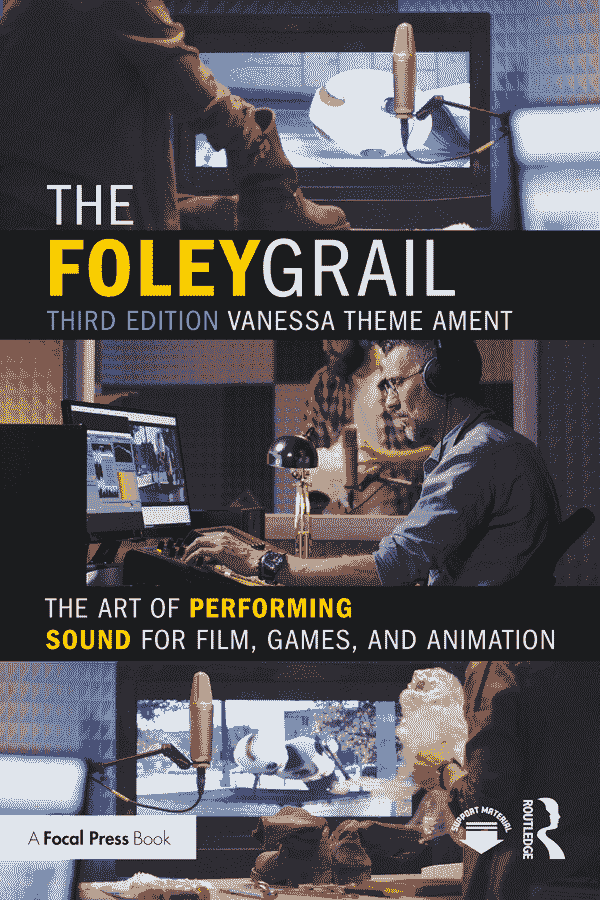 THE
FOLEYGRAIL
THIRD EDITION VANESSA THEME AMENT
THE ART OF PERFORMING
SOUND FOR FILM, GAMES, AND ANIMATION
A Focal Press Book
SUPPORT MATERIAL
ROUTLEDGE